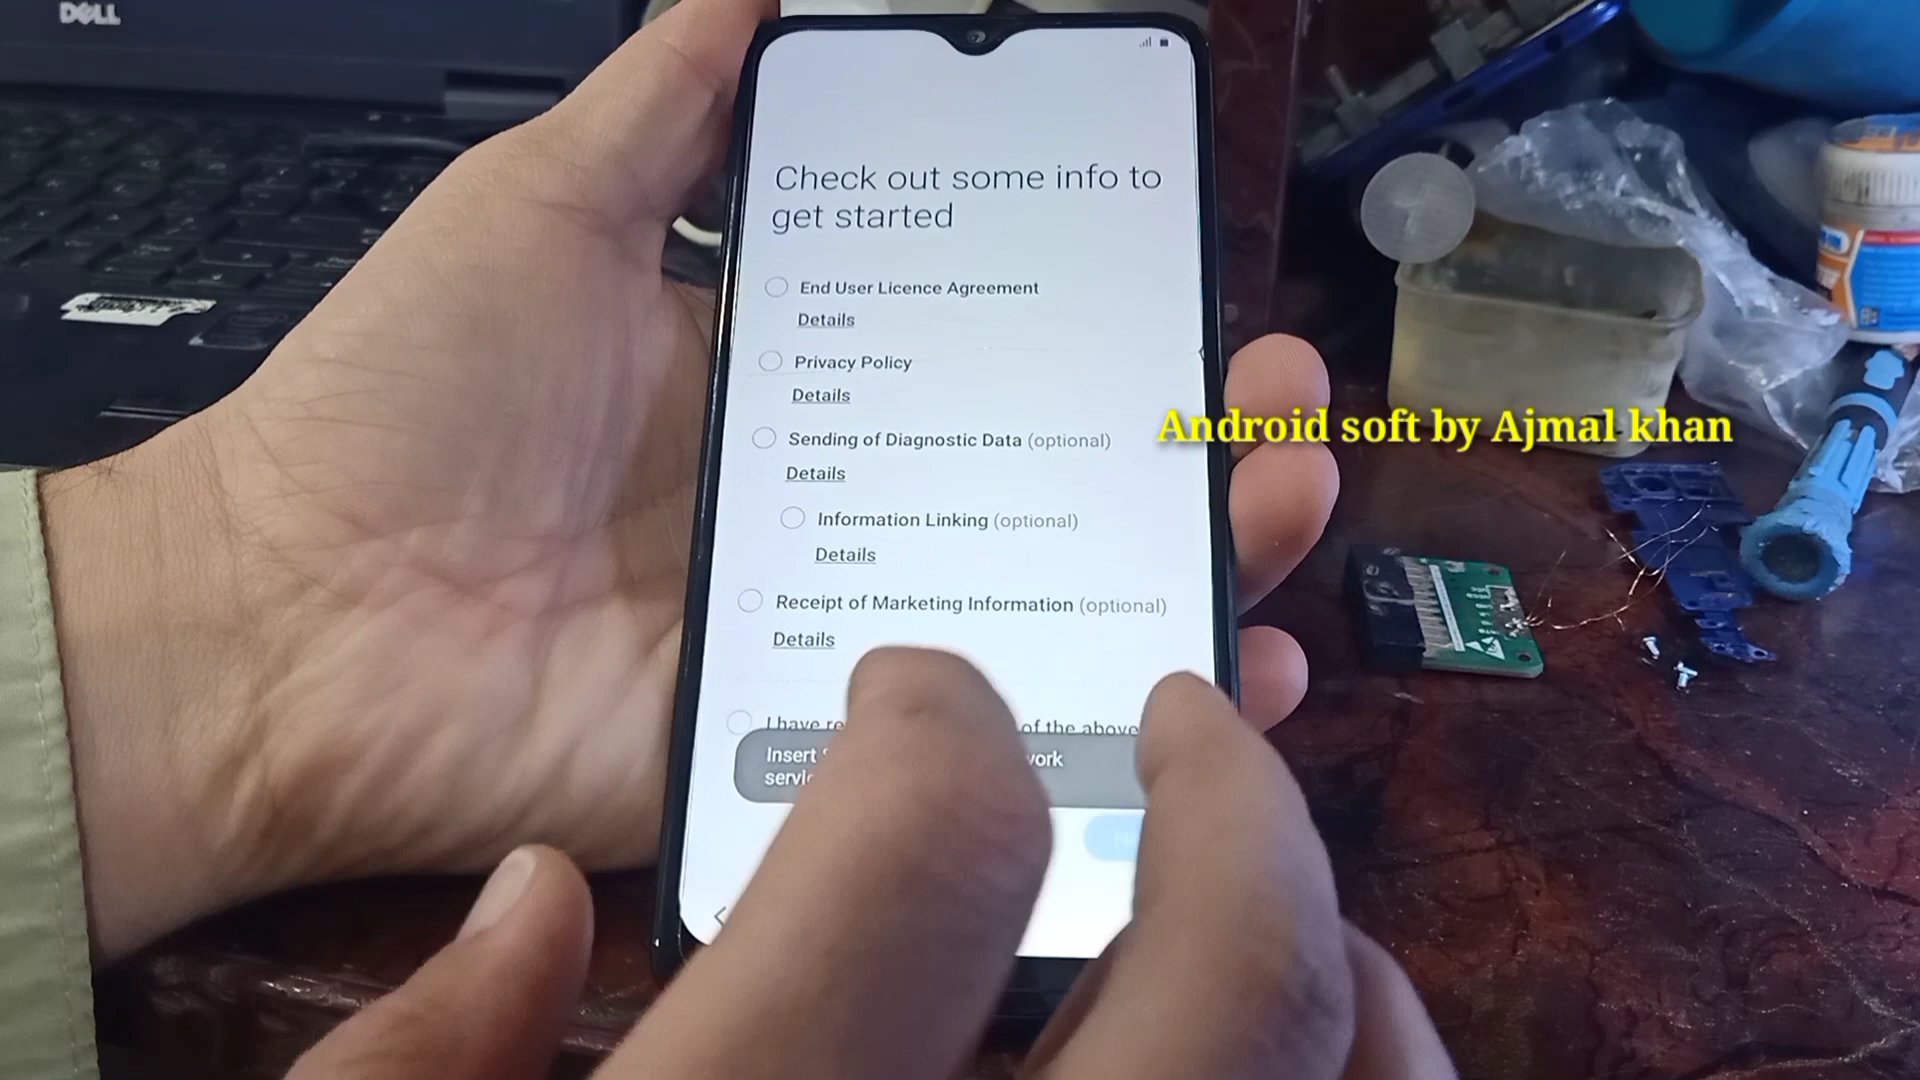 DELL
Check out some info to
get started
End User Licence Agreement
Details
Privacy Policy
Details
Sending of Diagnostic Data (optional)
Details
Information Linking (optional)
Details
Receipt of Marketing Information (optional)
Details
I have of the above
Insert
Android soft by Ajmal khan